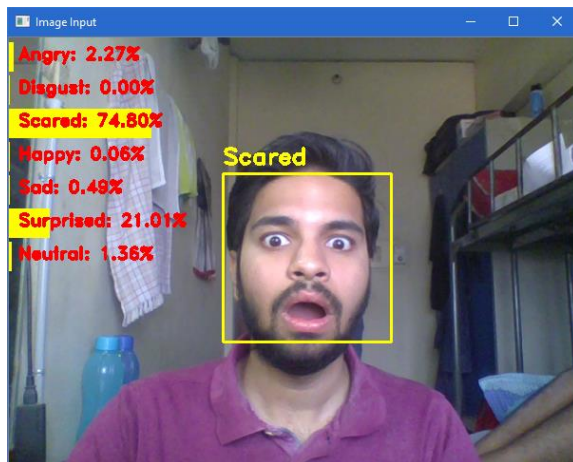 Image Input
Angry: 2.27%
Disgust: 0.00%
Scared: 74.80%
Happy: 0.06%
Sad: 0.49%
Surprised: 21.01%
Neutral: 1.36%
Scared